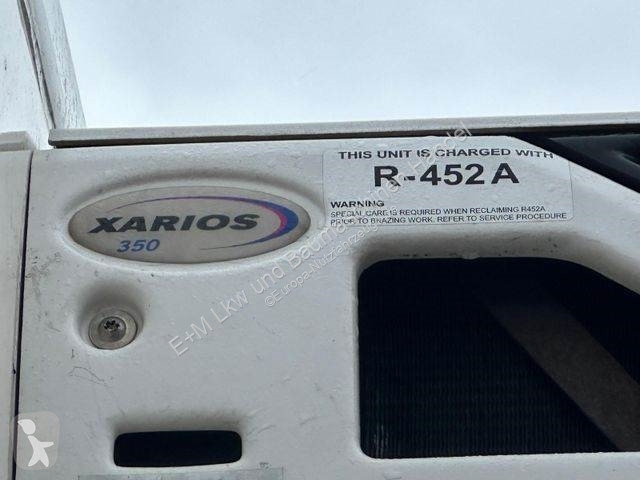 XARIOS
350
THIS UNIT IS CHARGED WITH
R-452A
WARNING
SPECIAL CARE IS REQUIRED WHEN RECLAIMING R452A
PRIOR TO BRAZING WORK. REFER TO SERVICE PROCEDURE
E+M Lkw und Baumaschinen Handel